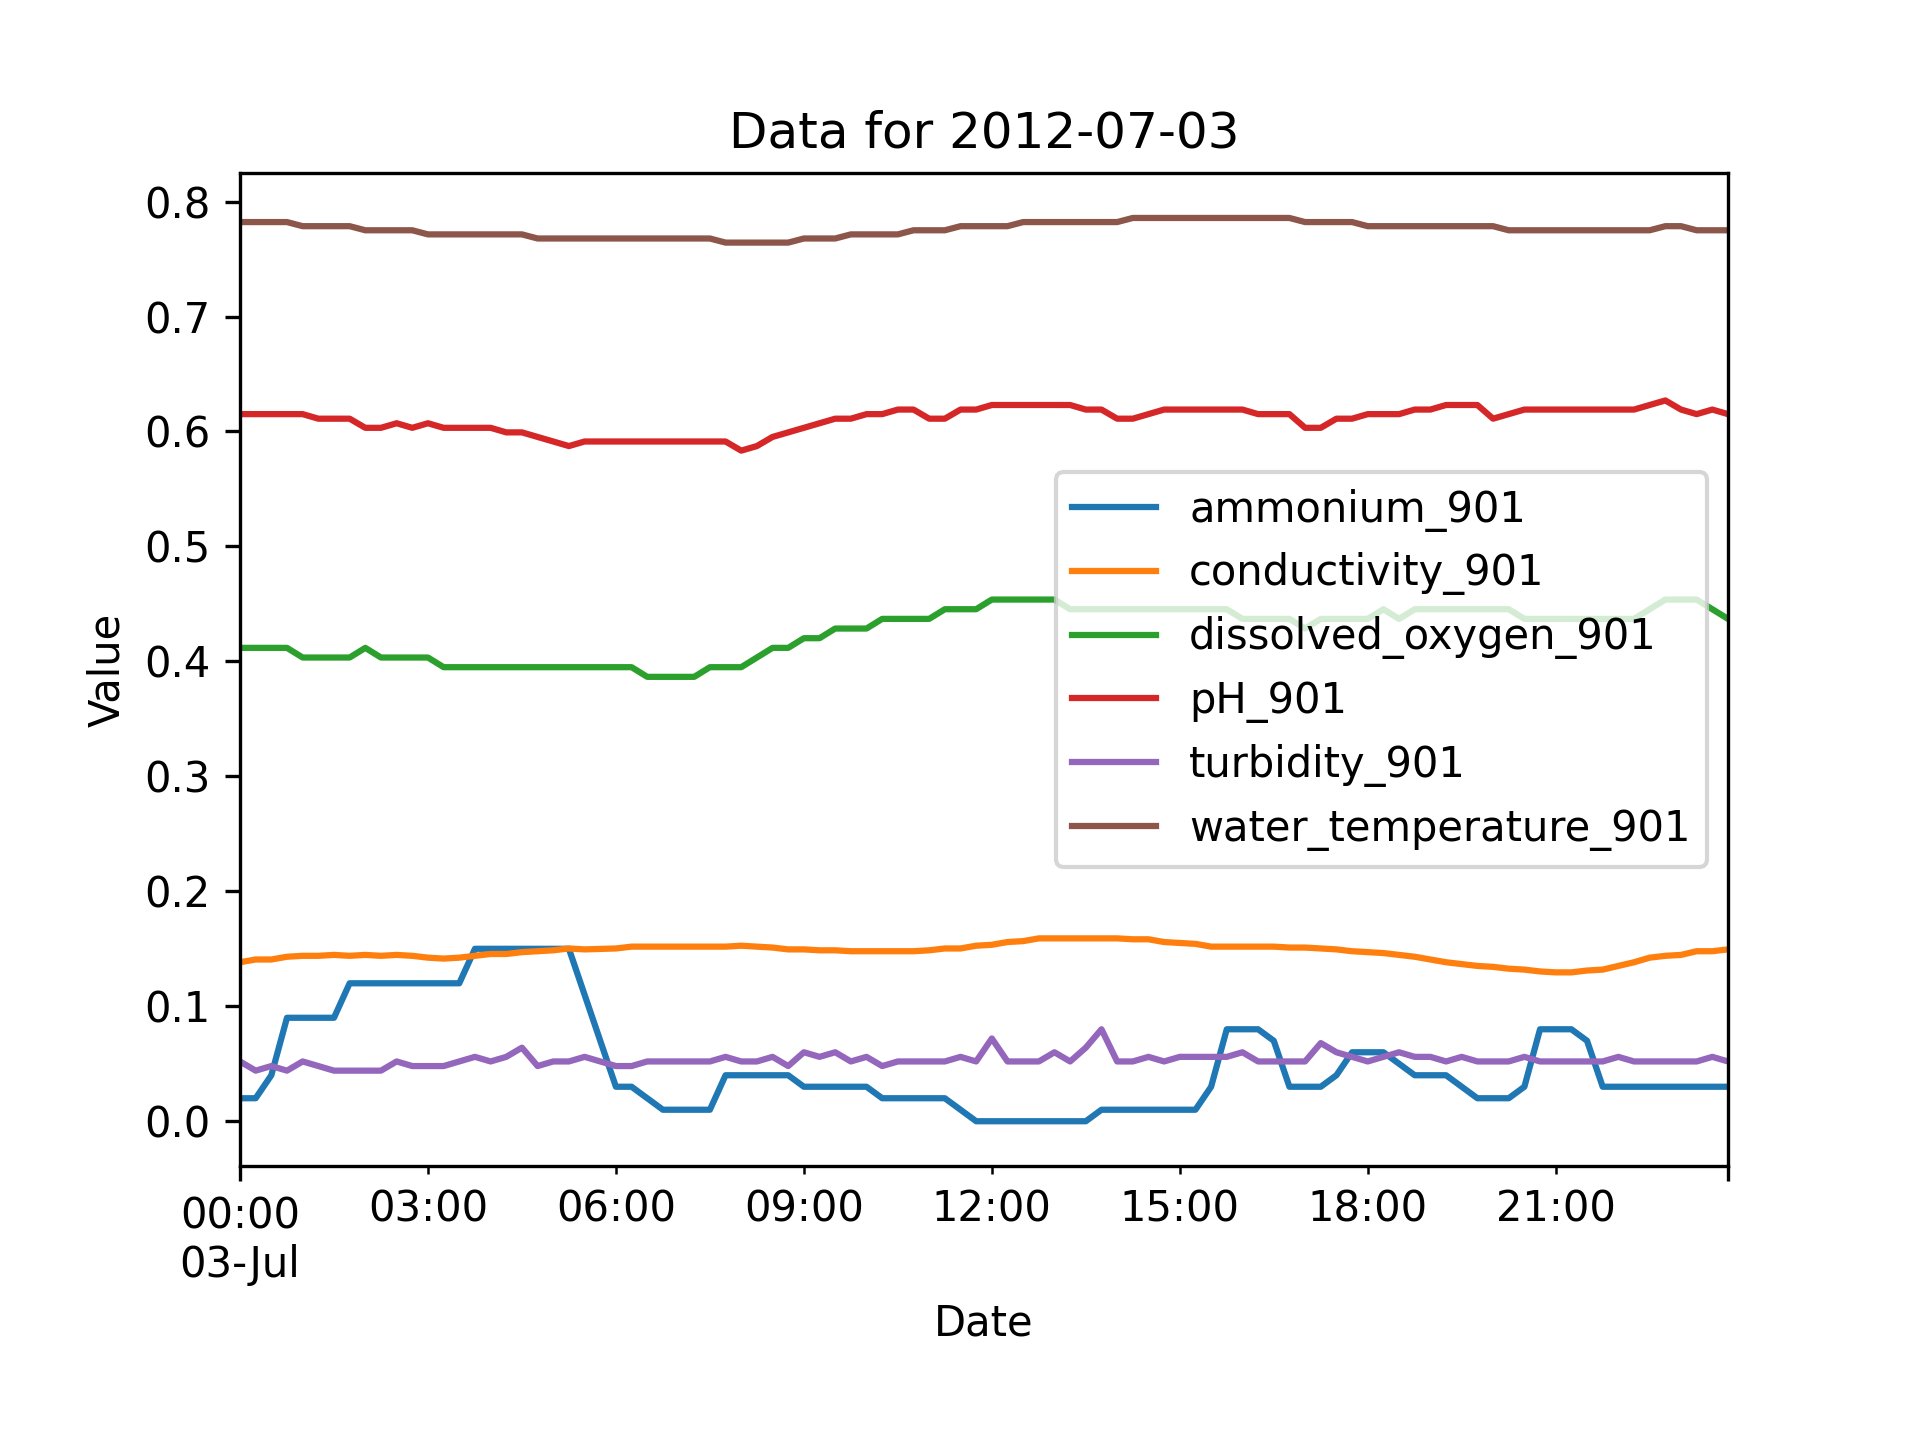 Data for 2012-07-03
0.8
0.7
0.6
0.5
0.4
0.3
0.2
0.1
0.0
Value
ammonium_901
conductivity_901
dissolved_oxygen_901
pH_901
turbidity_901
water_temperature_901
00:00 03:00 06:00 09:00 12:00 15:00 18:00 21:00
03-Jul
Date